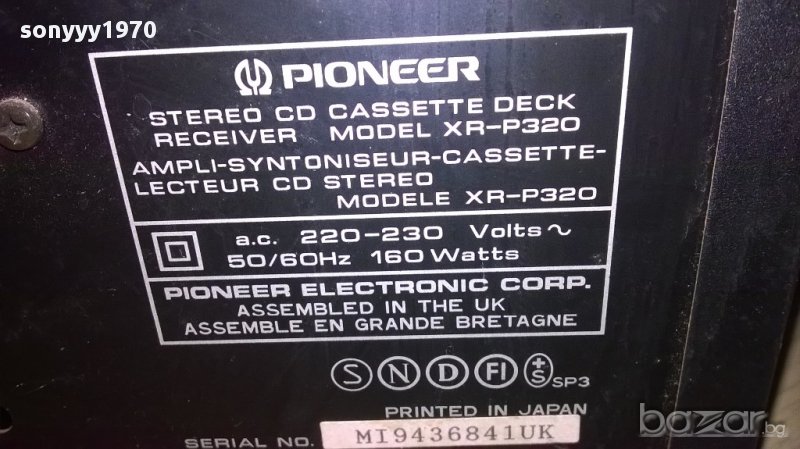 sonyyy1970
PIONEER
STEREO CD CASSETTE DECK
RECEIVER MODEL XR-P320
AMPLI-SYNTONISEUR-CASSETTE-
LECTEUR CD STEREO
MODELE XR-P320
a.c. 220-230 Volts ~
50/60Hz 160 Watts
PIONEER ELECTRONIC CORP.
ASSEMBLED IN THE UK
ASSEMBLE EN GRANDE BRETAGNE
S N D FI +S SP3
PRINTED IN JAPAN
SERIAL NO. MI9436841UK
bazar.bg